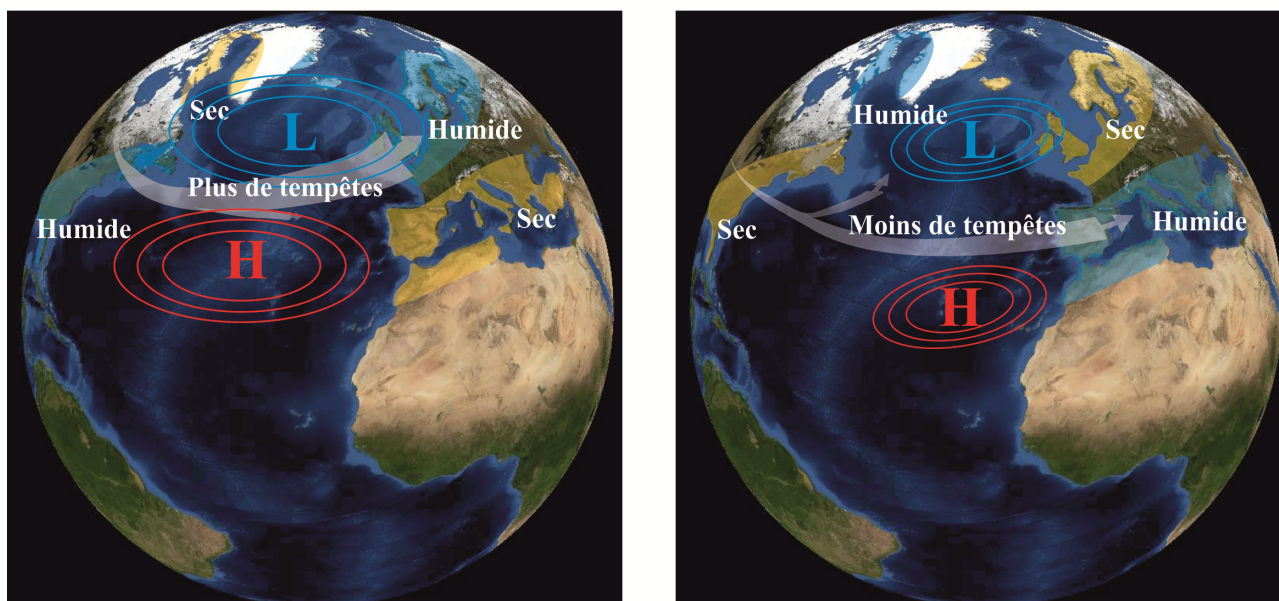 Sec
L
Humide
Plus de tempêtes
Humide
Sec
H
Humide
L
Sec
Moins de tempêtes
Sec
Humide
H